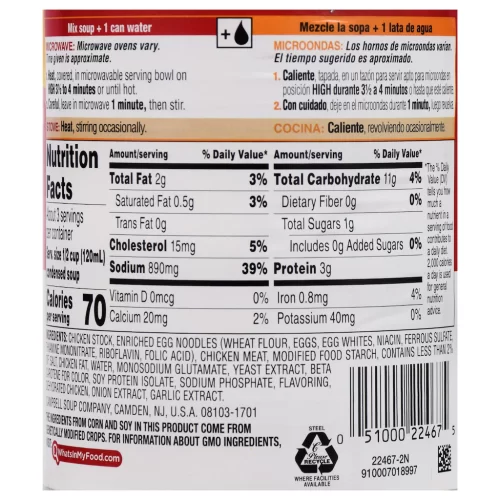 Mix soup + 1 can water
MICROWAVE: Microwave ovens vary.
Time given is approximate.
Heat, covered, in microwavable serving bowl on
HIGH 3½ to 4 minutes or until hot.
Careful, leave in microwave 1 minute, then stir.
STOVE: Heat, stirring occasionally.
+
Mezcle la sopa + 1 lata de agua
MICROONDAS: Los hornos de microondas varían.
El tiempo sugerido es aproximado.
1. Caliente, tapada, en un tazón para servir apto para microondas en
posición HIGH durante 3½ a 4 minutos o hasta que esté caliente.
2. Con cuidado, deje en el microondas durante 1 minuto, luego revuelva.
COCINA: Caliente, revolviendo ocasionalmente.
Nutrition
Facts
About 3 servings
per container
Serv. size 1/2 cup (120mL)
condensed soup
Calories
per serving 70
Amount/serving % Daily Value*
Total Fat 2g 3%
Saturated Fat 0.5g 3%
Trans Fat 0g
Cholesterol 15mg 5%
Sodium 890mg 39%
Vitamin D 0mcg 0%
Calcium 20mg 2%
Amount/serving % Daily Value*
Total Carbohydrate 11g 4%
Dietary Fiber 0g 0%
Total Sugars 1g
Includes 0g Added Sugars 0%
Protein 3g
Iron 0.8mg 4%
Potassium 40mg 0%
*The % Daily
Value (DV)
tells you how
much a
nutrient in a
serving of food
contributes to
a daily diet.
2,000 calories
a day is used
for general
nutrition
advice.
INGREDIENTS: CHICKEN STOCK, ENRICHED EGG NOODLES (WHEAT FLOUR, EGGS, EGG WHITES, NIACIN, FERROUS SULFATE,
MONONITRATE, RIBOFLAVIN, FOLIC ACID), CHICKEN MEAT, MODIFIED FOOD STARCH, CONTAINS LESS THAN 2%
SALT, CHICKEN FAT, WATER, MONOSODIUM GLUTAMATE, YEAST EXTRACT, BETA
CAROTENE FOR COLOR, SOY PROTEIN ISOLATE, SODIUM PHOSPHATE, FLAVORING,
DEHYDRATED CHICKEN, ONION EXTRACT, GARLIC EXTRACT.
CAMPBELL SOUP COMPANY, CAMDEN, NJ, U.S.A. 08103-1701
THE INGREDIENTS FROM CORN AND SOY IN THIS PRODUCT COME FROM
GENETICALLY MODIFIED CROPS. FOR INFORMATION ABOUT GMO INGREDIENTS,
VISIT
WhatsInMyFood.com
STEEL
Please
RECYCLE
WHERE FACILITIES
AVAILABLE
0 51000 22467 5
22467-2N
910007018997